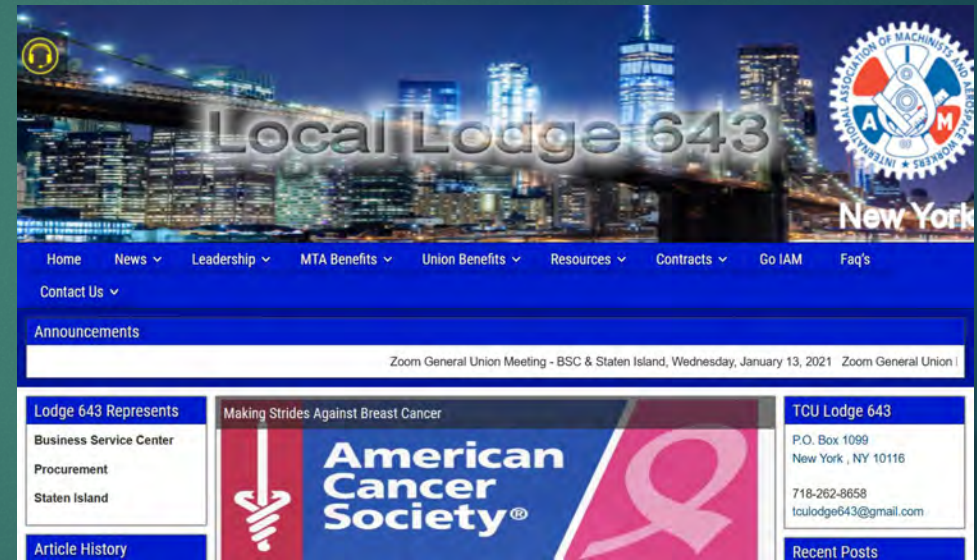 Local Lodge 643
INTERNATIONAL ASSOCIATION OF MACHINISTS AND AEROSPACE WORKERS
I A M
New York
Home News Leadership MTA Benefits Union Benefits Resources Contracts Go IAM Faq's
Contact Us
Announcements
Zoom General Union Meeting - BSC & Staten Island, Wednesday, January 13, 2021 Zoom General Union
Lodge 643 Represents
Business Service Center
Procurement
Staten Island
Article History
Making Strides Against Breast Cancer
American
Cancer
Society®
TCU Lodge 643
P.O. Box 1099
New York , NY 10116
718-262-8658
tculodge643@gmail.com
Recent Posts